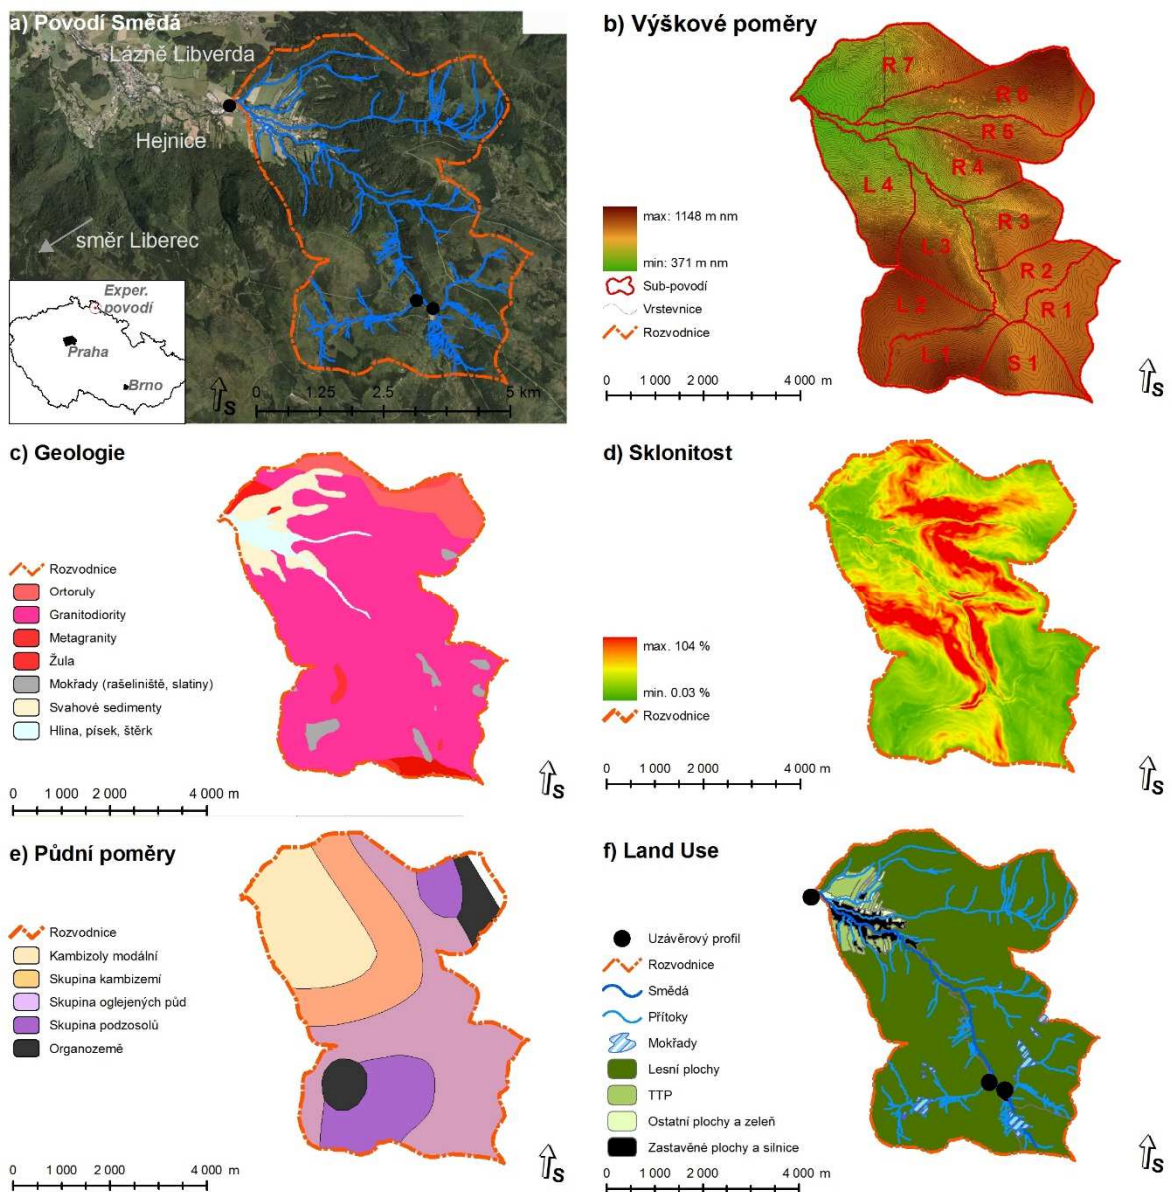 a) Povodí Smědá
Lázně Libverda
Hejnice
směr Liberec
Exper.
povodí
Praha
Brno
S
0 1.25 2.5 5 km
b) Výškové poměry
R 7
R 6
R 5
R 4
L 4
R 3
L 3
R 2
L 2
R 1
L 1
S 1
max: 1148 m nm
min: 371 m nm
Sub-povodí
Vrstevnice
Rozvodnice
0 1 000 2 000 4 000 m
S
c) Geologie
Rozvodnice
Ortoruly
Granitodiority
Metagranity
Žula
Mokřady (rašeliniště, slatiny)
Svahové sedimenty
Hlina, písek, štěrk
0 1 000 2 000 4 000 m
S
d) Sklonitost
max. 104 %
min. 0.03 %
Rozvodnice
0 1 000 2 000 4 000 m
S
e) Půdní poměry
Rozvodnice
Kambizoly modální
Skupina kambizemí
Skupina oglejených půd
Skupina podzosolů
Organozemě
0 1 000 2 000 4 000 m
S
f) Land Use
Uzávěrový profil
Rozvodnice
Smědá
Přítoky
Mokřady
Lesní plochy
TTP
Ostatní plochy a zeleň
Zastavěné plochy a silnice
0 1 000 2 000 4 000 m
S